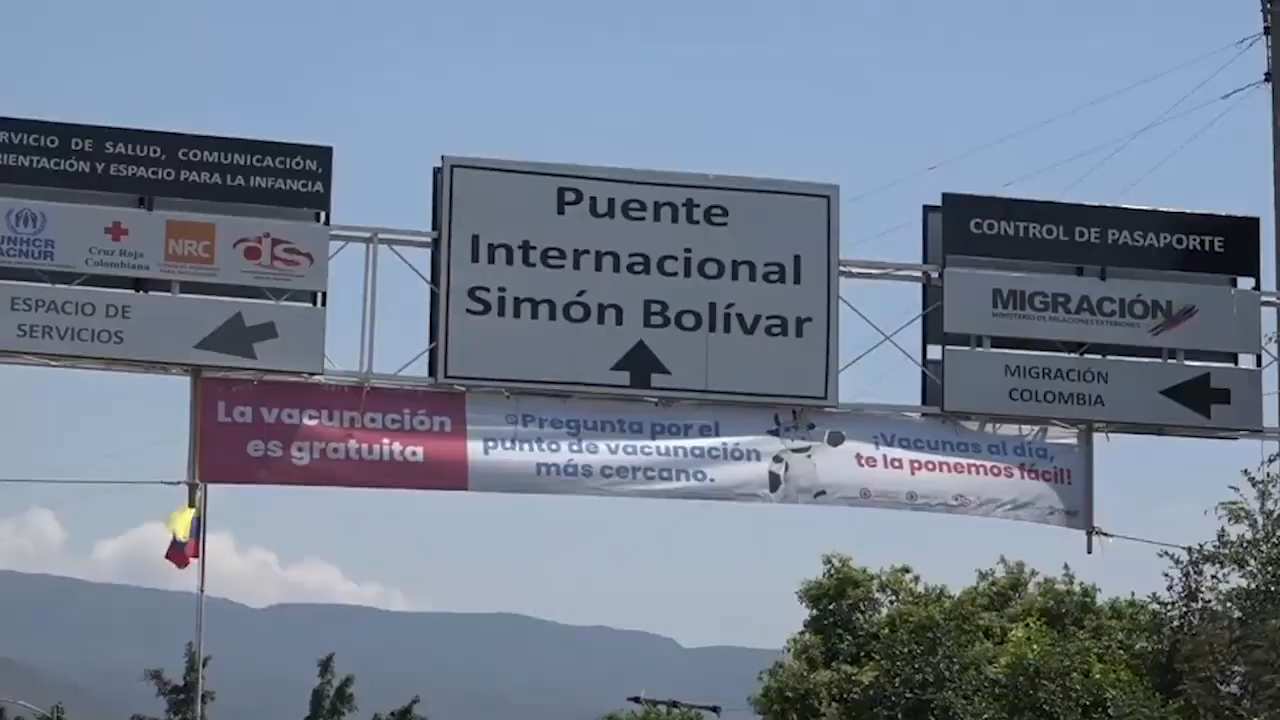 RVICIO DE SALUD, COMUNICACIÓN,
RIENTACIÓN Y ESPACIO PARA LA INFANCIA
UNHCR
ACNUR
Cruz Roja
Colombiana
NRC
ds
ESPACIO DE
SERVICIOS
Puente
Internacional
Simón Bolívar
CONTROL DE PASAPORTE
MIGRACIÓN
MINISTERIO DE RELACIONES EXTERIORES
MIGRACIÓN
COLOMBIA
La vacunación
es gratuita
Pregunta por el
punto de vacunación
más cercano.
¡Vacunas al día,
te la ponemos fácil!